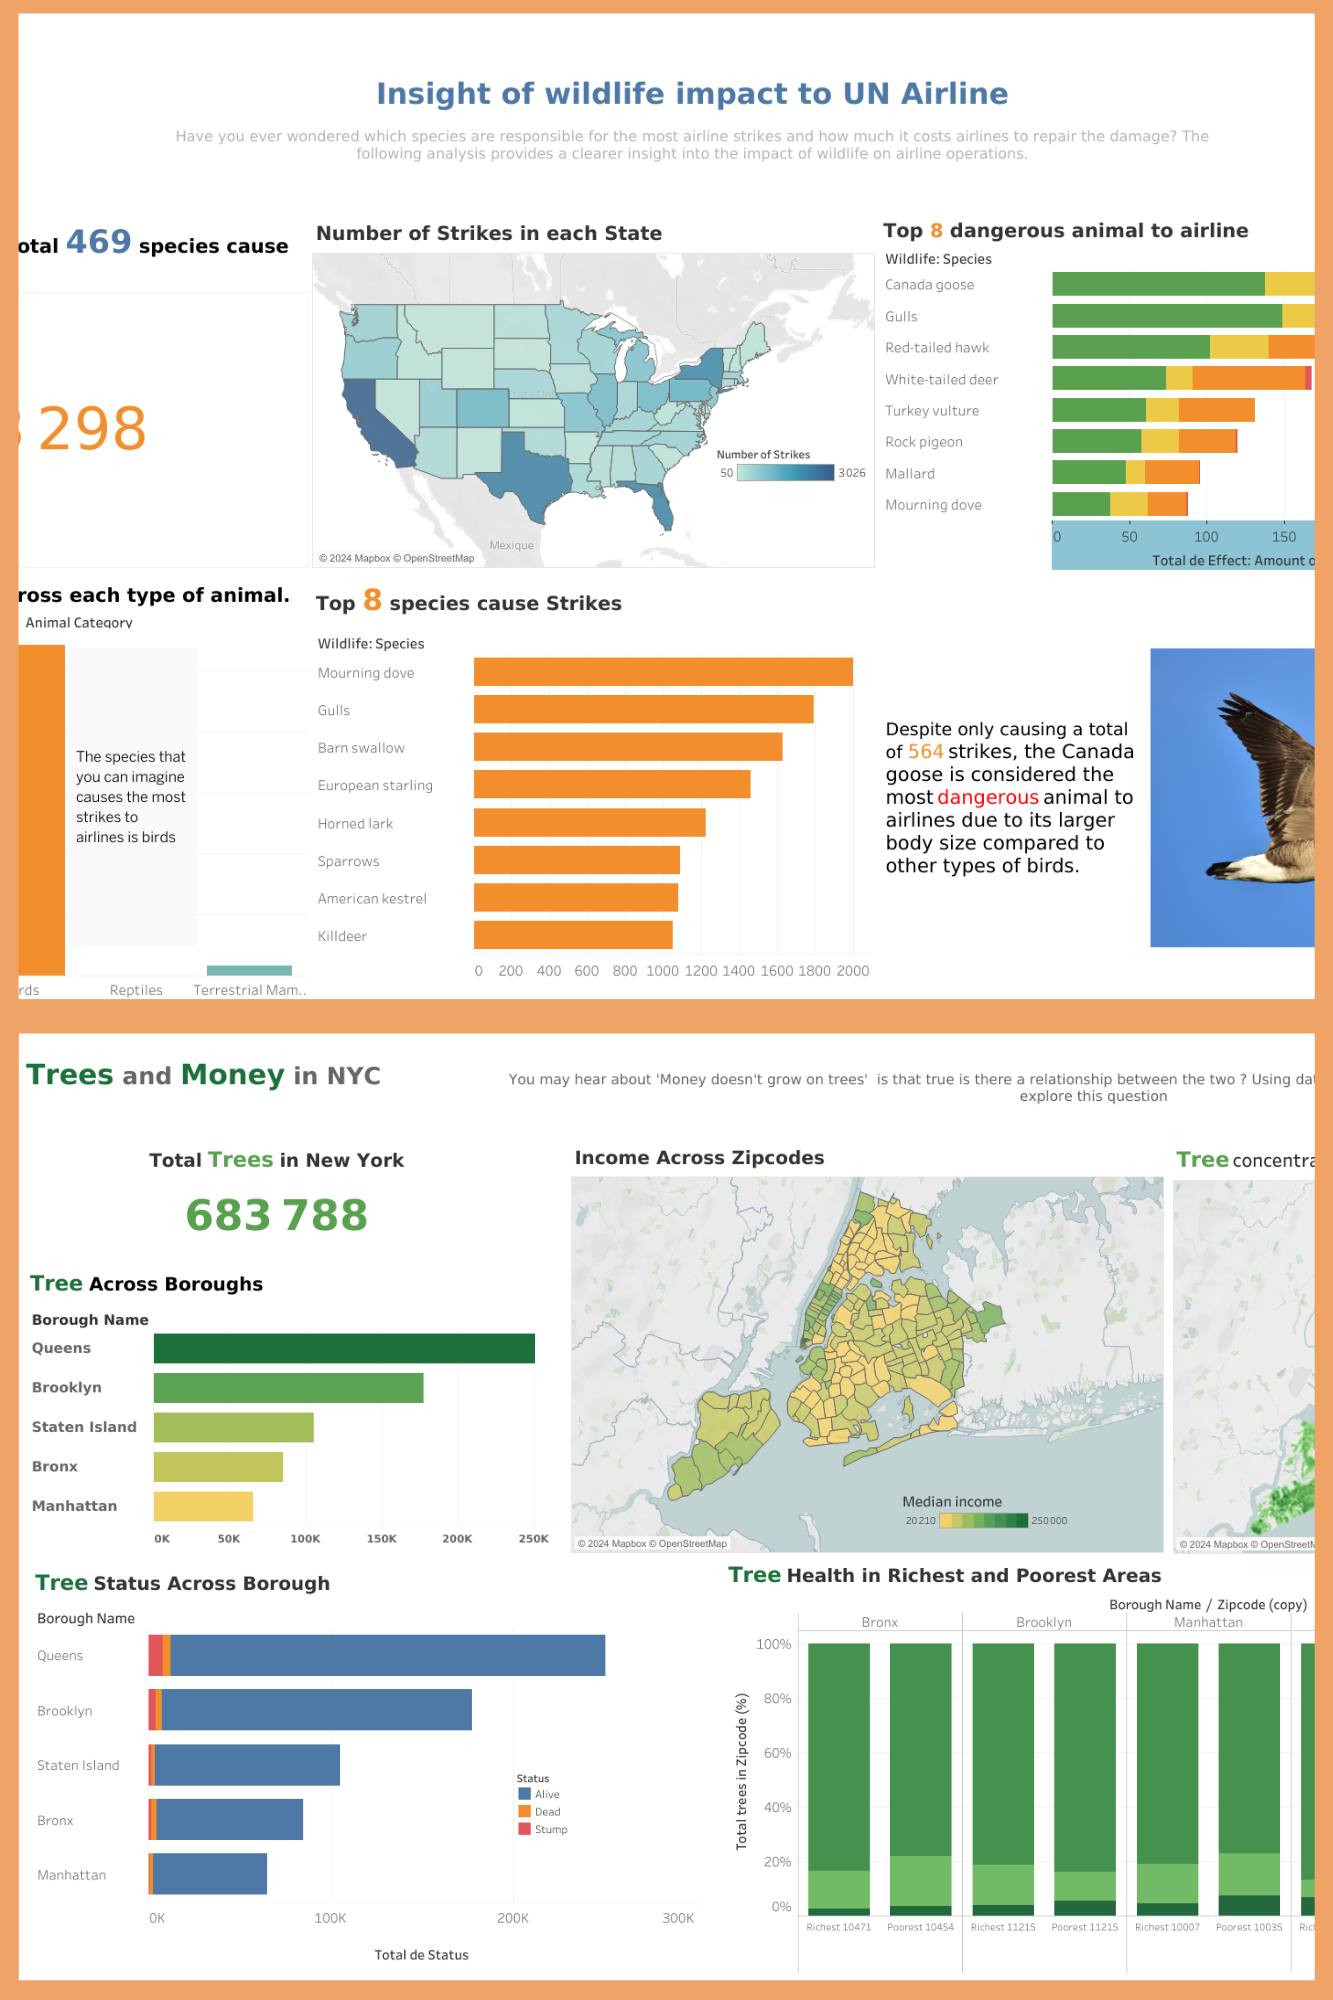 Insight of wildlife impact to UN Airline
Have you ever wondered which species are responsible for the most airline strikes and how much it costs airlines to repair the damage? The
following analysis provides a clearer insight into the impact of wildlife on airline operations.
otal 469 species cause
298
Number of Strikes in each State
Number of Strikes
50 3 026
Mexique
© 2024 Mapbox © OpenStreetMap
Top 8 dangerous animal to airline
Wildlife: Species
Canada goose
Gulls
Red-tailed hawk
White-tailed deer
Turkey vulture
Rock pigeon
Mallard
Mourning dove
0 50 100 150
Total de Effect: Amount o
ross each type of animal.
Animal Category
The species that
you can imagine
causes the most
strikes to
airlines is birds
rds Reptiles Terrestrial Mam..
Top 8 species cause Strikes
Wildlife: Species
Mourning dove
Gulls
Barn swallow
European starling
Horned lark
Sparrows
American kestrel
Killdeer
0 200 400 600 800 1000 1200 1400 1600 1800 2000
Despite only causing a total
of 564 strikes, the Canada
goose is considered the
most dangerous animal to
airlines due to its larger
body size compared to
other types of birds.
Trees and Money in NYC
You may hear about 'Money doesn't grow on trees' is that true is there a relationship between the two ? Using dat
explore this question
Total Trees in New York
683 788
Tree Across Boroughs
Borough Name
Queens
Brooklyn
Staten Island
Bronx
Manhattan
0K 50K 100K 150K 200K 250K
Income Across Zipcodes
Median income
20 210 250 000
© 2024 Mapbox © OpenStreetMap
Tree concentra
© 2024 Mapbox © OpenStreetM
Tree Status Across Borough
Borough Name
Queens
Brooklyn
Staten Island
Bronx
Manhattan
Status
Alive
Dead
Stump
0K 100K 200K 300K
Total de Status
Tree Health in Richest and Poorest Areas
Borough Name / Zipcode (copy)
Bronx Brooklyn Manhattan
Total trees in Zipcode (%)
100%
80%
60%
40%
20%
0%
Richest 10471 Poorest 10454 Richest 11215 Poorest 11215 Richest 10007 Poorest 10035 Rich